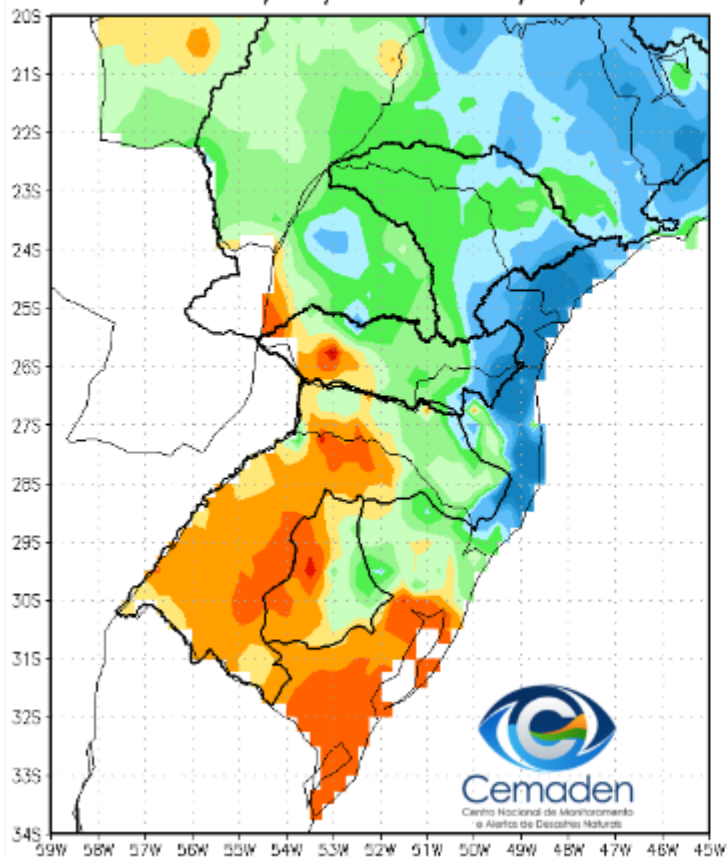 20S
21S
22S
23S
24S
25S
26S
27S
28S
29S
30S
31S
32S
33S
34S
59W 58W 57W 56W 55W 54W 53W 52W 51W 50W 49W 48W 47W 46W 45W
Cemaden
Centro Nacional de Monitoramento
e Alertas de Desastres Naturais